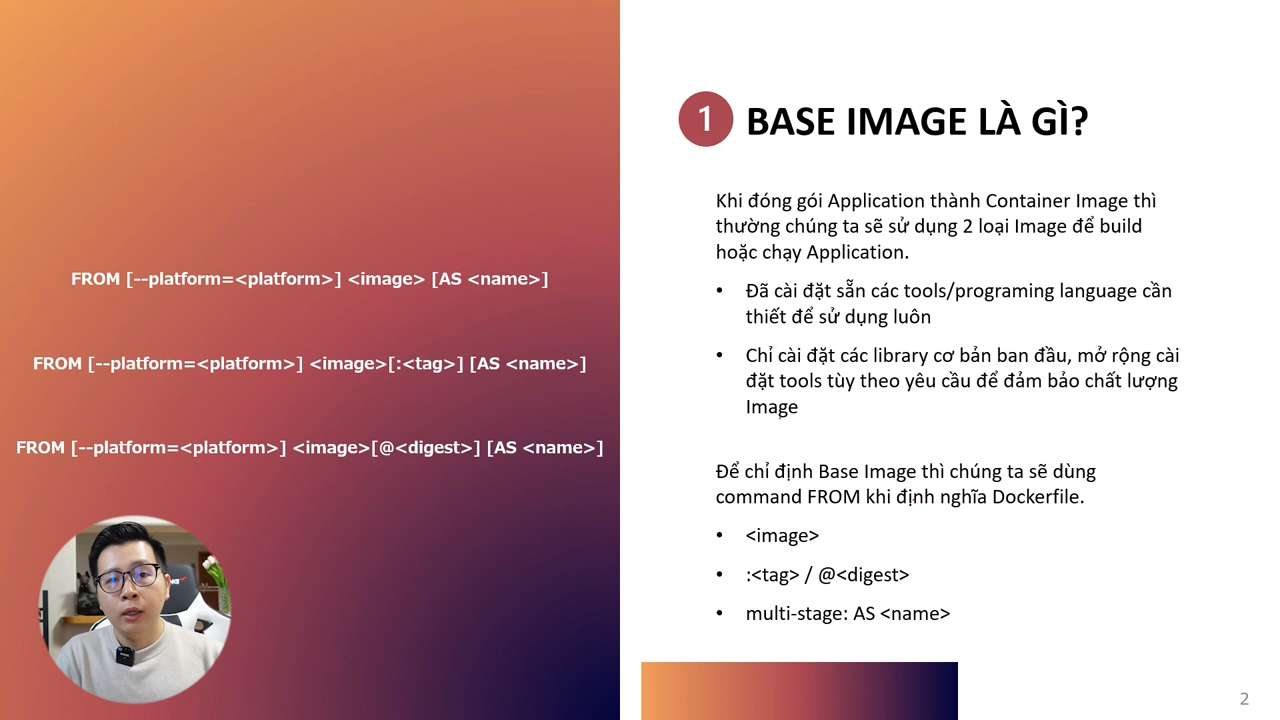 FROM [--platform=<platform>] <image> [AS <name>]
FROM [--platform=<platform>] <image>[:<tag>] [AS <name>]
FROM [--platform=<platform>] <image>[@<digest>] [AS <name>]
1 BASE IMAGE LÀ GÌ?
Khi đóng gói Application thành Container Image thì
thường chúng ta sẽ sử dụng 2 loại Image để build
hoặc chạy Application.
• Đã cài đặt sẵn các tools/programing language cần
thiết để sử dụng luôn
• Chỉ cài đặt các library cơ bản ban đầu, mở rộng cài
đặt tools tùy theo yêu cầu để đảm bảo chất lượng
Image
Để chỉ định Base Image thì chúng ta sẽ dùng
command FROM khi định nghĩa Dockerfile.
• <image>
• :<tag> / @<digest>
• multi-stage: AS <name>
2